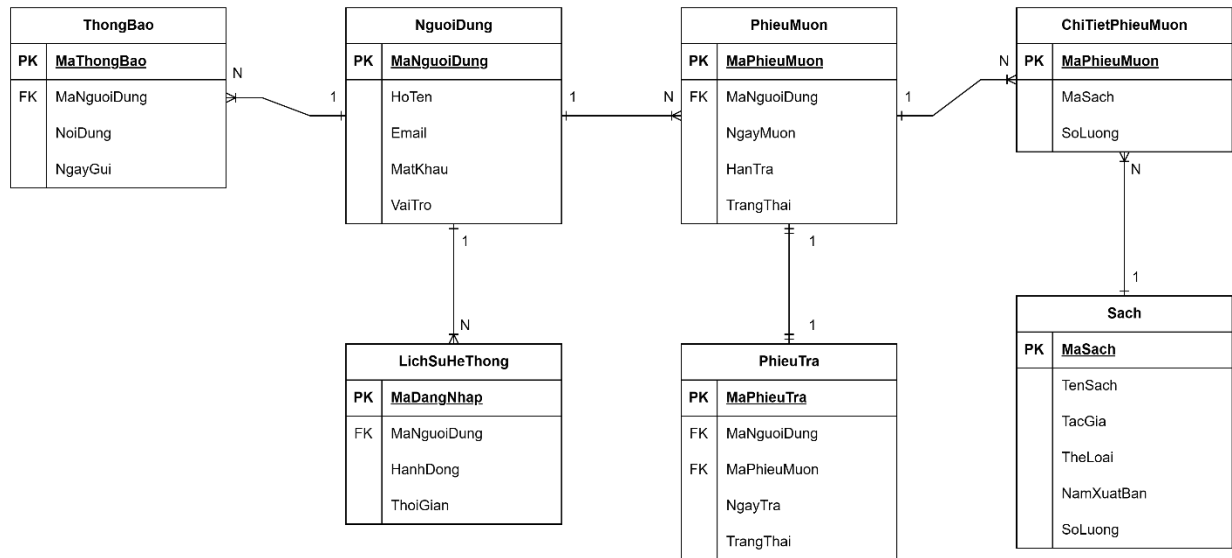 ThongBao
PK MaThongBao
FK MaNguoiDung
NoiDung
NgayGui
N
1
NguoiDung
PK MaNguoiDung
HoTen
Email
MatKhau
VaiTro
1
N
1
N
LichSuHeThong
PK MaDangNhap
FK MaNguoiDung
HanhDong
ThoiGian
PhieuMuon
PK MaPhieuMuon
FK MaNguoiDung
NgayMuon
HanTra
TrangThai
1
N
1
1
PhieuTra
PK MaPhieuTra
FK MaNguoiDung
FK MaPhieuMuon
NgayTra
TrangThai
ChiTietPhieuMuon
PK MaPhieuMuon
MaSach
SoLuong
N
1
Sach
PK MaSach
TenSach
TacGia
TheLoai
NamXuatBan
SoLuong